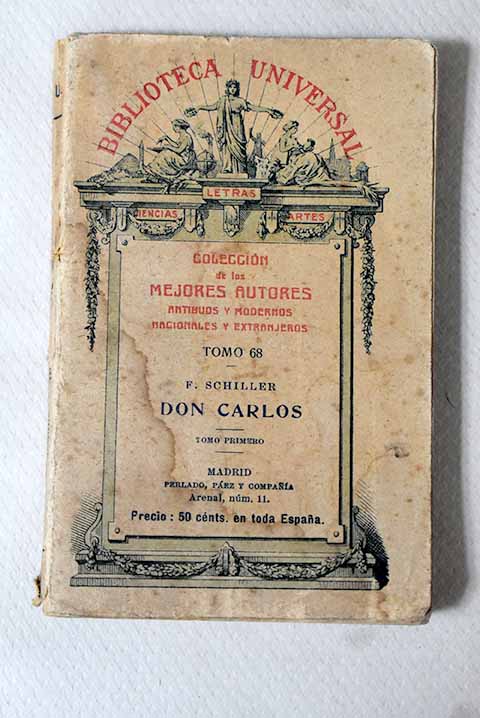 BIBLIOTECA UNIVERSAL
LETRAS
CIENCIAS
ARTES
COLECCIÓN
de los
MEJORES AUTORES
ANTIGUOS Y MODERNOS
NACIONALES Y EXTRANJEROS
TOMO 68
F. SCHILLER
DON CARLOS
TOMO PRIMERO
MADRID
PERLADO, PÁEZ Y COMPAÑÍA
Arenal, núm. 11.
Precio : 50 cénts. en toda España.